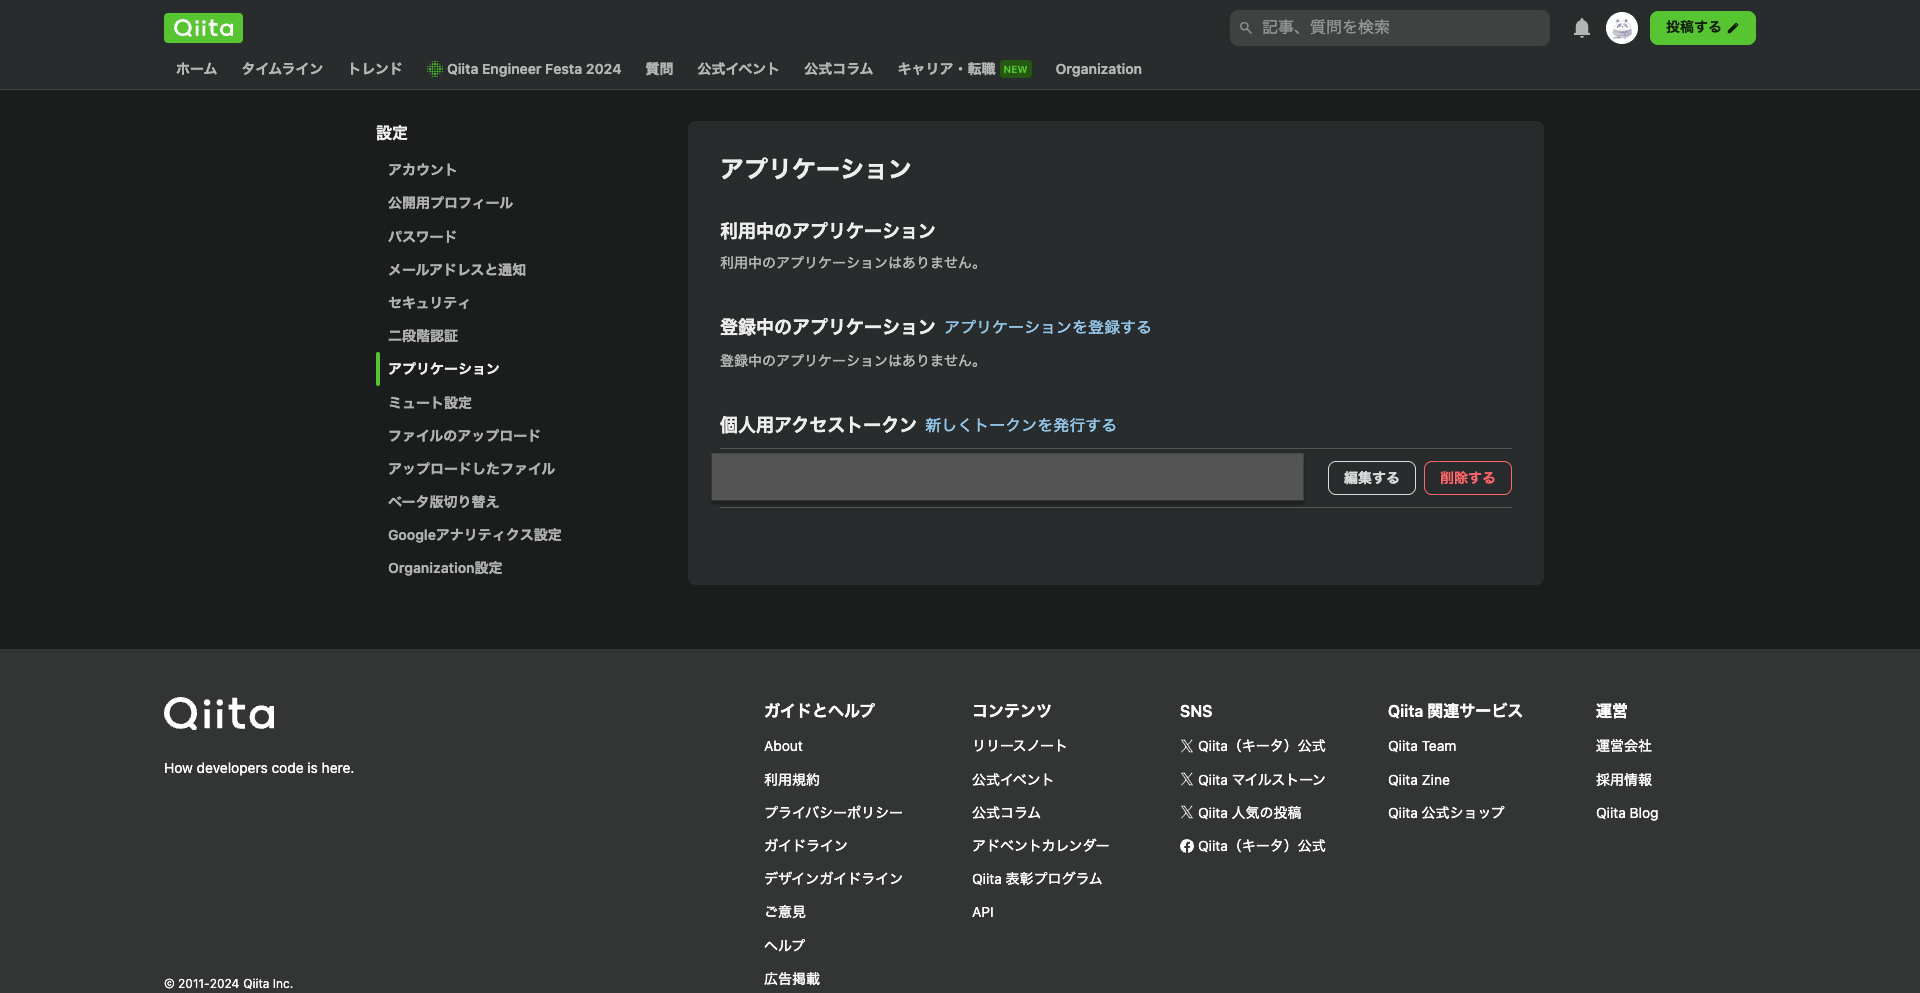 Qiita
記事、質問を検索
投稿する
ホーム
タイムライン
トレンド
Qiita Engineer Festa 2024
質問
公式イベント
公式コラム
キャリア・転職 NEW
Organization
設定
アカウント
公開用プロフィール
パスワード
メールアドレスと通知
セキュリティ
二段階認証
アプリケーション
ミュート設定
ファイルのアップロード
アップロードしたファイル
ベータ版切り替え
Googleアナリティクス設定
Organization設定
アプリケーション
利用中のアプリケーション
利用中のアプリケーションはありません。
登録中のアプリケーション アプリケーションを登録する
登録中のアプリケーションはありません。
個人用アクセストークン 新しくトークンを発行する
編集する
削除する
Qiita
How developers code is here.
© 2011-2024 Qiita Inc.
ガイドとヘルプ
About
利用規約
プライバシーポリシー
ガイドライン
デザインガイドライン
ご意見
ヘルプ
広告掲載
コンテンツ
リリースノート
公式イベント
公式コラム
アドベントカレンダー
Qiita 表彰プログラム
API
SNS
Qiita（キータ）公式
Qiita マイルストーン
Qiita 人気の投稿
Qiita（キータ）公式
Qiita 関連サービス
Qiita Team
Qiita Zine
Qiita 公式ショップ
運営
運営会社
採用情報
Qiita Blog